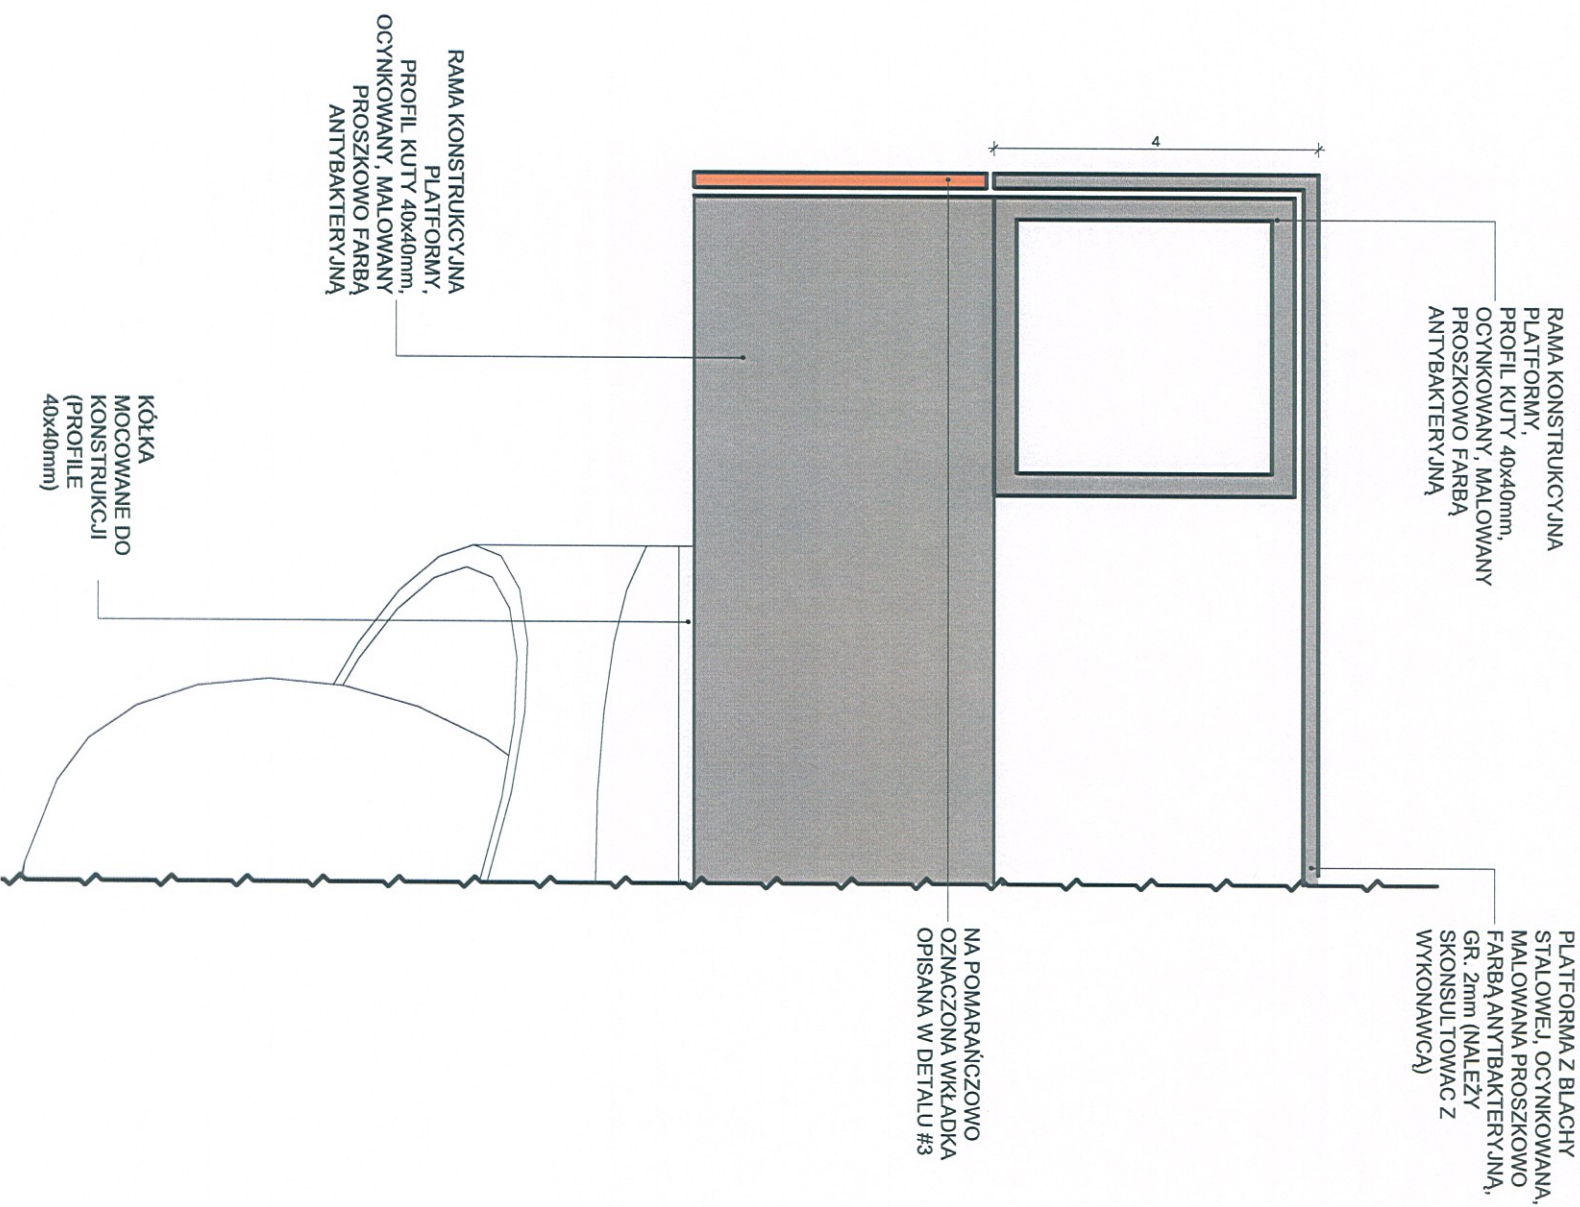 RAMA KONSTRUKCYJNA
PLATFORMY,
PROFIL KUTY 40x40mm,
OCYNKOWANY, MALOWANY
PROSZKOWO FARBĄ
ANTYBAKTERYJNĄ
PLATFORMA Z BLACHY
STALOWEJ, OCYNKOWANA,
MALOWANA PROSZKOWO
FARBĄ ANYTBAKTERYJNĄ,
GR. 2mm (NALEŻY
SKONSULTOWAC Z
WYKONAWCĄ)
4
NA POMARAŃCZOWO
OZNACZONA WKŁADKA
OPISANA W DETALU #3
RAMA KONSTRUKCYJNA
PLATFORMY,
PROFIL KUTY 40x40mm,
OCYNKOWANY, MALOWANY
PROSZKOWO FARBĄ
ANTYBAKTERYJNĄ
KÓŁKA
MOCOWANE DO
KONSTRUKCJI
(PROFILE
40x40mm)